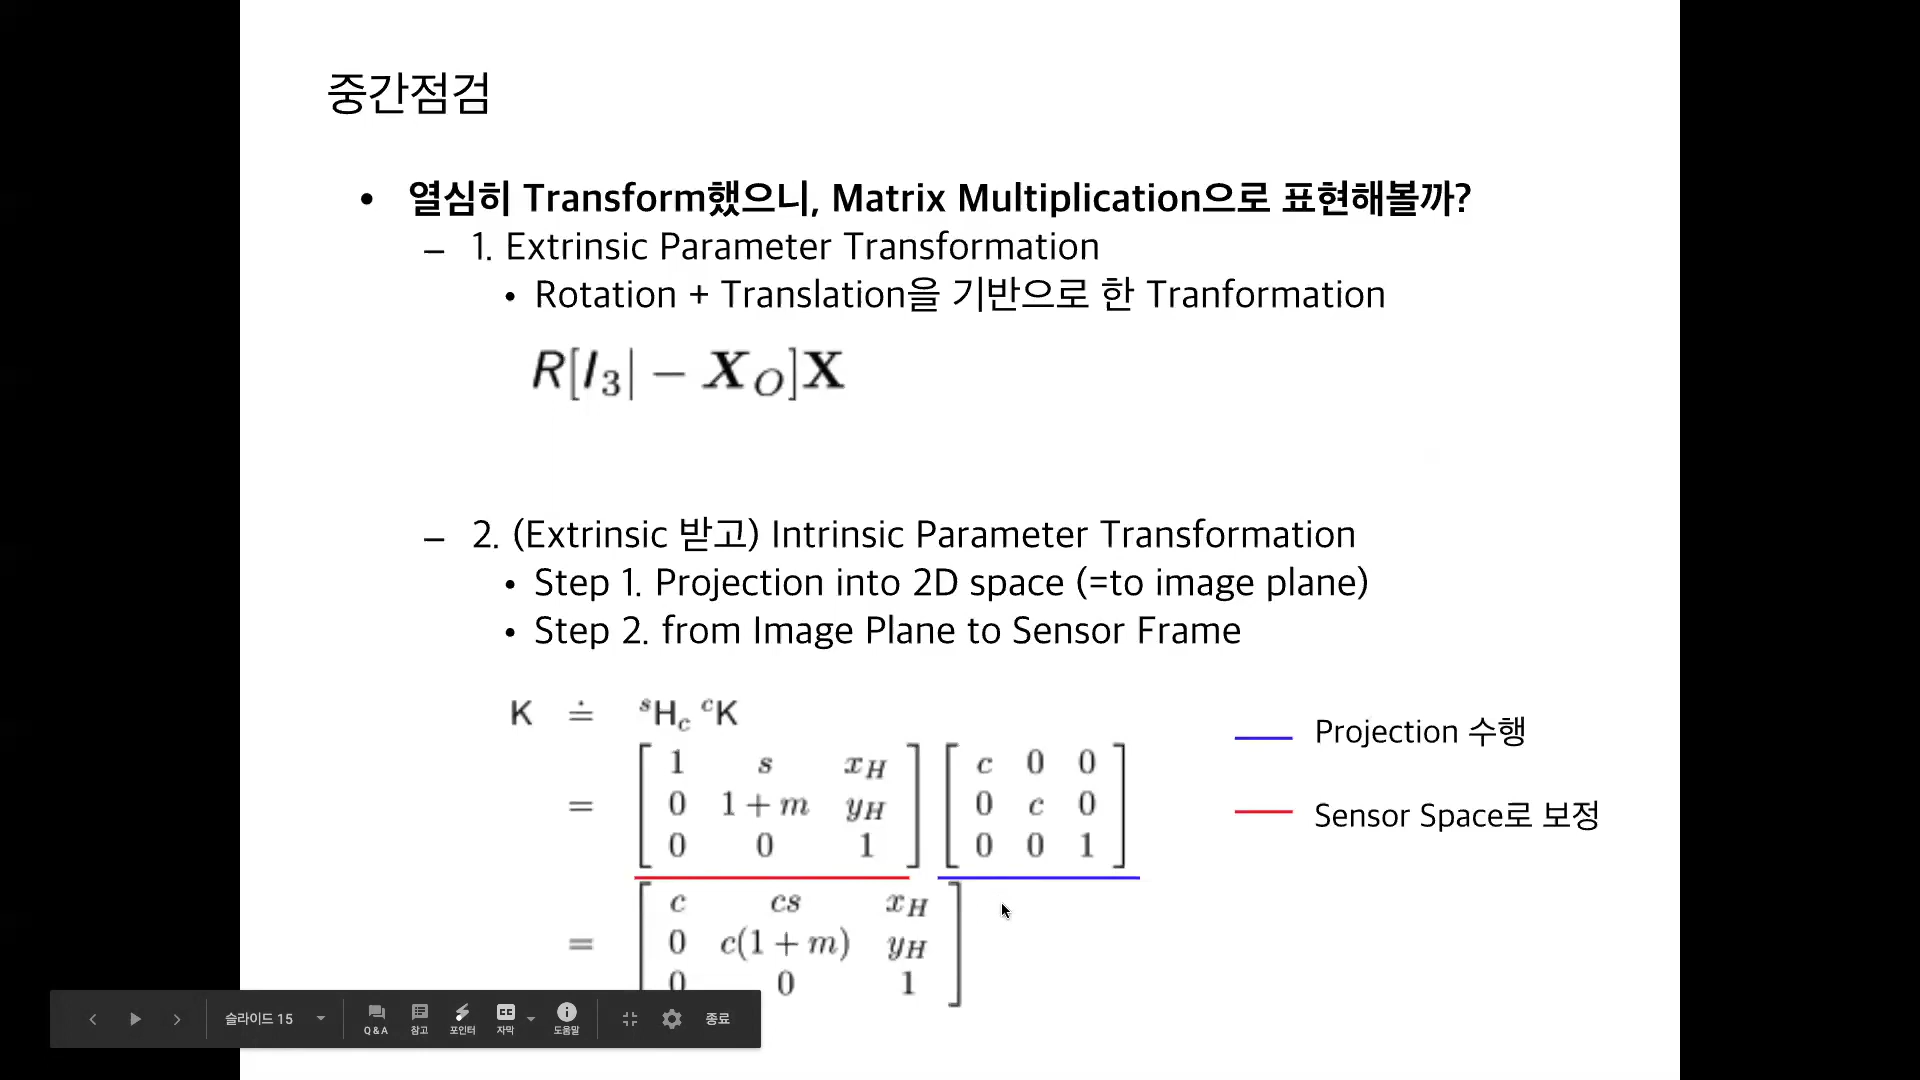 중간점검
• 열심히 Transform했으니, Matrix Multiplication으로 표현해볼까?
– 1. Extrinsic Parameter Transformation
• Rotation + Translation을 기반으로 한 Tranformation
R[I₃| − X_O]X
– 2. (Extrinsic 받고) Intrinsic Parameter Transformation
• Step 1. Projection into 2D space (=to image plane)
• Step 2. from Image Plane to Sensor Frame
K ≐ ˢH_c ᶜK
= [ 1 s x_H ] [ c 0 0 ]
[ 0 1 + m y_H ] [ 0 c 0 ]
[ 0 0 1 ] [ 0 0 1 ]
= [ c cs x_H ]
[ 0 c(1 + m) y_H ]
[ 0 0 1 ]
Projection 수행
Sensor Space로 보정
슬라이드 15
Q&A 참고 포인터 자막 도움말 종료